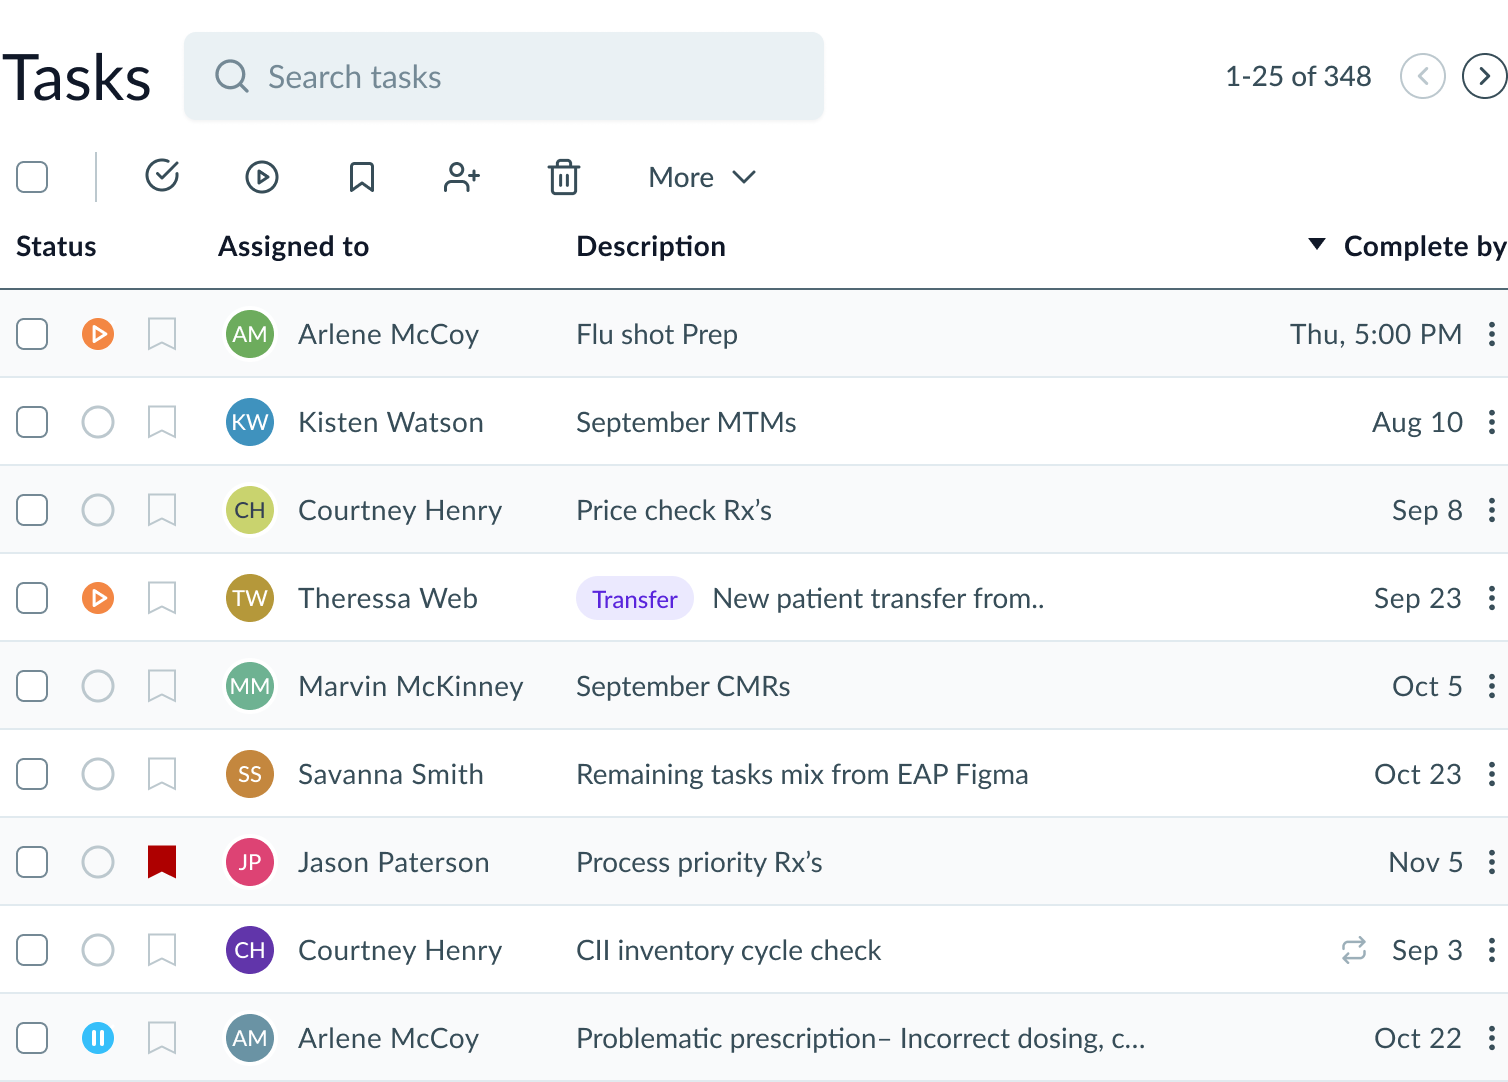 Tasks Search tasks 1-25 of 348
More
Status Assigned to Description Complete by
AM Arlene McCoy Flu shot Prep Thu, 5:00 PM
KW Kisten Watson September MTMs Aug 10
CH Courtney Henry Price check Rx’s Sep 8
TW Theressa Web Transfer New patient transfer from.. Sep 23
MM Marvin McKinney September CMRs Oct 5
SS Savanna Smith Remaining tasks mix from EAP Figma Oct 23
JP Jason Paterson Process priority Rx’s Nov 5
CH Courtney Henry CII inventory cycle check Sep 3
AM Arlene McCoy Problematic prescription– Incorrect dosing, c... Oct 22